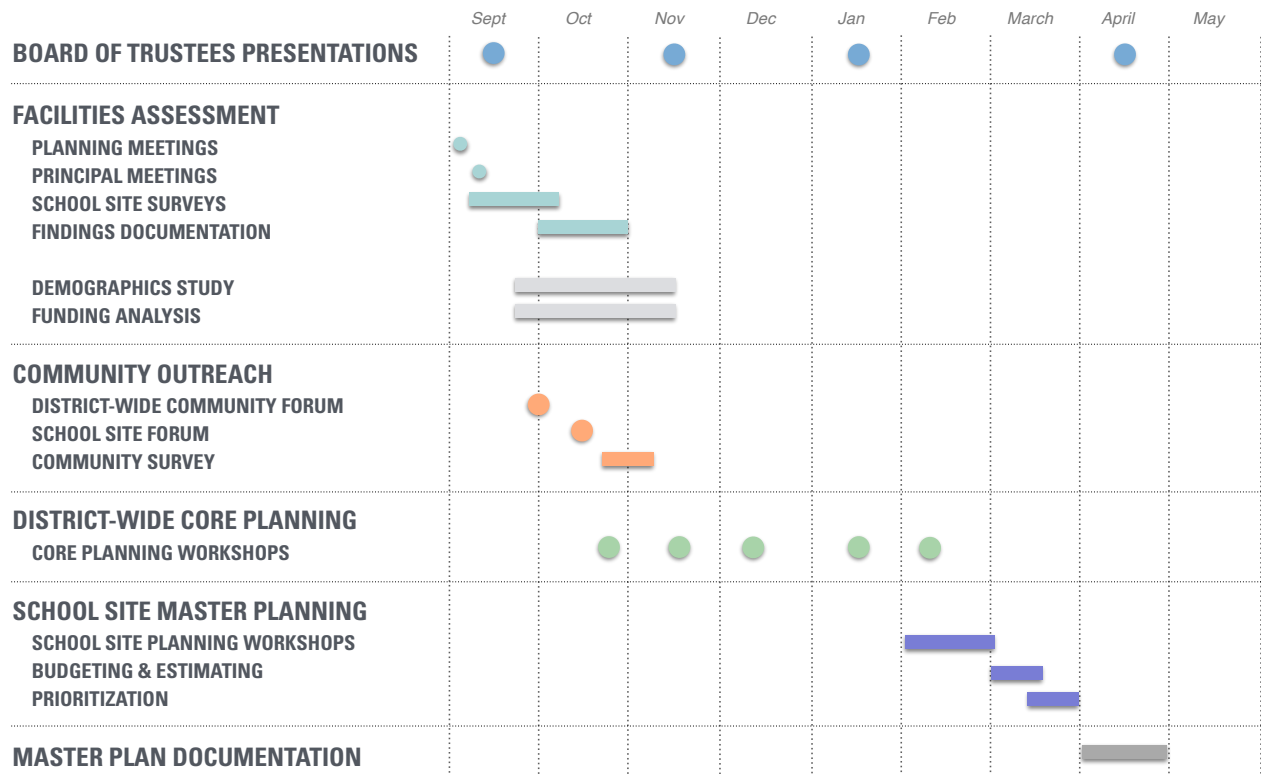 Sept Oct Nov Dec Jan Feb March April May
BOARD OF TRUSTEES PRESENTATIONS
FACILITIES ASSESSMENT
PLANNING MEETINGS
PRINCIPAL MEETINGS
SCHOOL SITE SURVEYS
FINDINGS DOCUMENTATION
DEMOGRAPHICS STUDY
FUNDING ANALYSIS
COMMUNITY OUTREACH
DISTRICT-WIDE COMMUNITY FORUM
SCHOOL SITE FORUM
COMMUNITY SURVEY
DISTRICT-WIDE CORE PLANNING
CORE PLANNING WORKSHOPS
SCHOOL SITE MASTER PLANNING
SCHOOL SITE PLANNING WORKSHOPS
BUDGETING & ESTIMATING
PRIORITIZATION
MASTER PLAN DOCUMENTATION